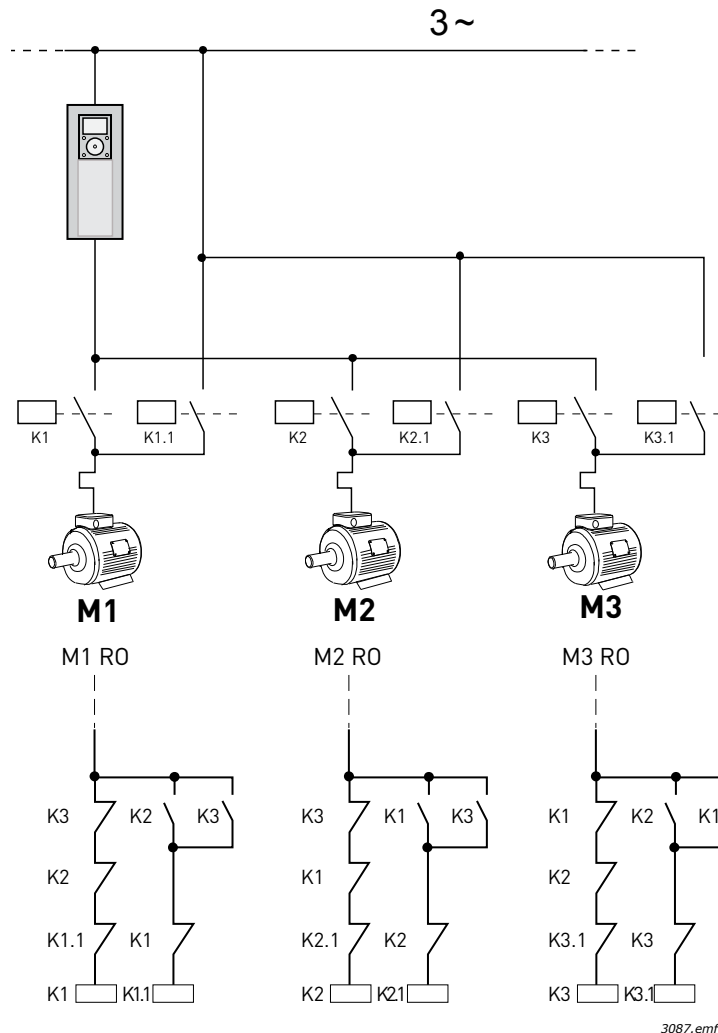 3~
K1 K1.1 K2 K2.1 K3 K3.1
M1 M2 M3
M1 RO M2 RO M3 RO
K3 K2 K3 K3 K1 K3 K1 K2 K1
K2 K1 K2
K1.1 K1 K2.1 K2 K3.1 K3
K1 K1.1 K2 K2.1 K3 K3.1
3087.emf